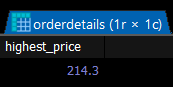 orderdetails (1r × 1c)
highest_price
214.3